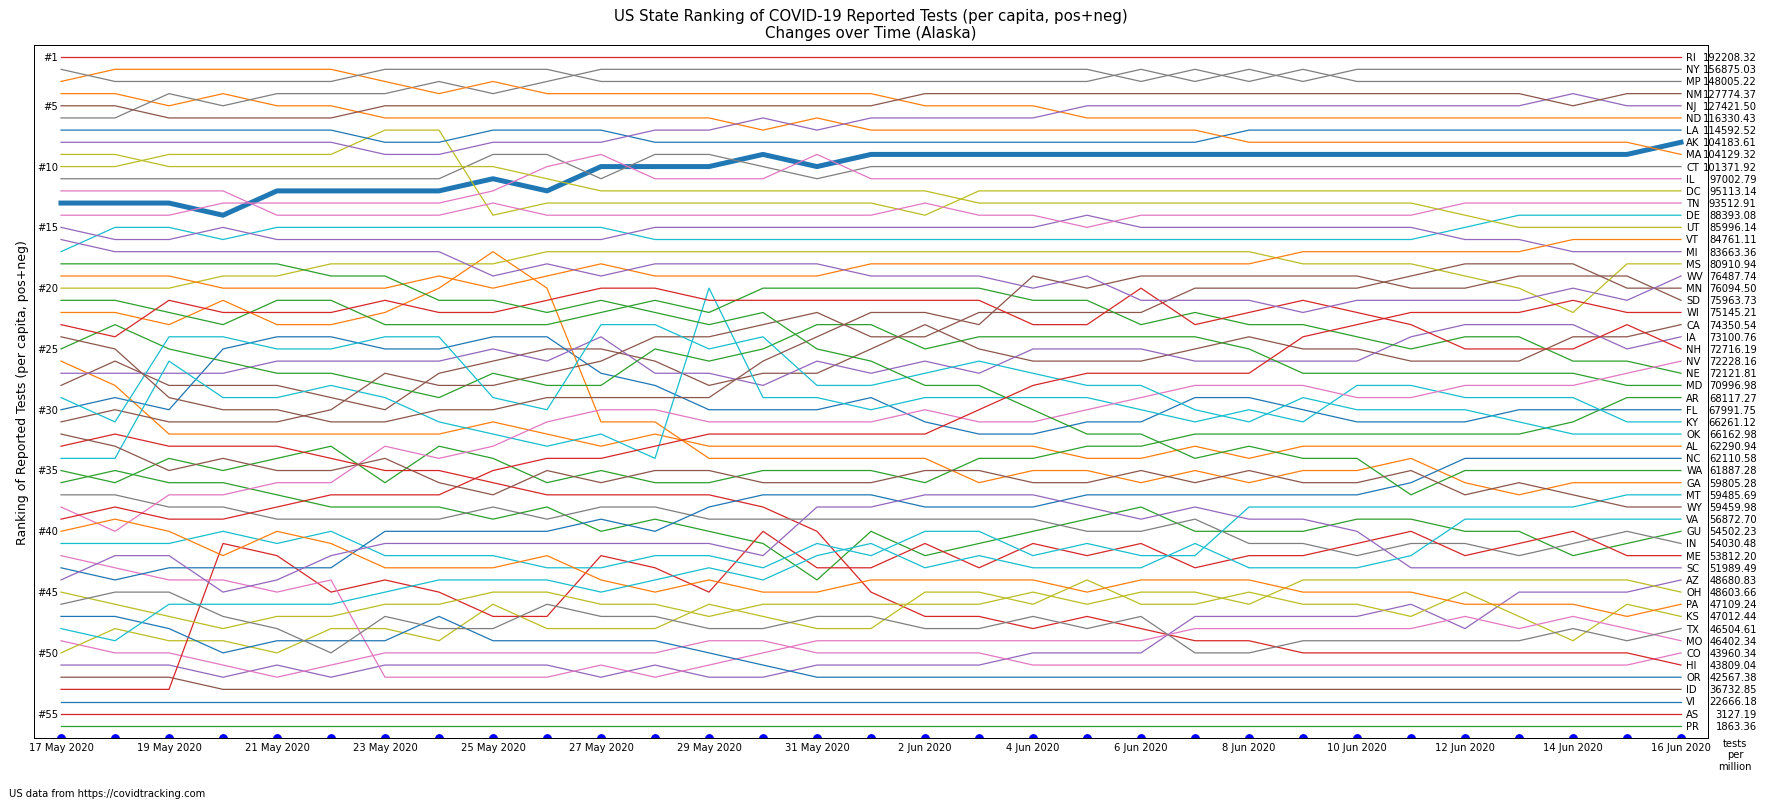 US State Ranking of COVID-19 Reported Tests (per capita, pos+neg)
Changes over Time (Alaska)
Ranking of Reported Tests (per capita, pos+neg)
#1
#5
#10
#15
#20
#25
#30
#35
#40
#45
#50
#55
RI 192208.32
NY 156875.03
MP 148005.22
NM 127774.37
NJ 127421.50
ND 116330.43
LA 114592.52
AK 104183.61
MA 104129.32
CT 101371.92
IL 97002.79
DC 95113.14
TN 93512.91
DE 88393.08
UT 85996.14
VT 84761.11
MI 83663.36
MS 80910.94
WV 76487.74
MN 76094.50
SD 75963.73
WI 75145.21
CA 74350.54
IA 73100.76
NH 72716.19
NV 72228.16
NE 72121.81
MD 70996.98
AR 68117.27
FL 67991.75
KY 66261.12
OK 66162.98
AL 62290.94
NC 62110.58
WA 61887.28
GA 59805.28
MT 59485.69
WY 59459.98
VA 56872.70
GU 54502.23
IN 54030.48
ME 53812.20
SC 51989.49
AZ 48680.83
OH 48603.66
PA 47109.24
KS 47012.44
TX 46504.61
MO 46402.34
CO 43960.34
HI 43809.04
OR 42567.38
ID 36732.85
VI 22666.18
AS 3127.19
PR 1863.36
17 May 2020 19 May 2020 21 May 2020 23 May 2020 25 May 2020 27 May 2020 29 May 2020 31 May 2020 2 Jun 2020 4 Jun 2020 6 Jun 2020 8 Jun 2020 10 Jun 2020 12 Jun 2020 14 Jun 2020 16 Jun 2020
tests
per
million
US data from https://covidtracking.com